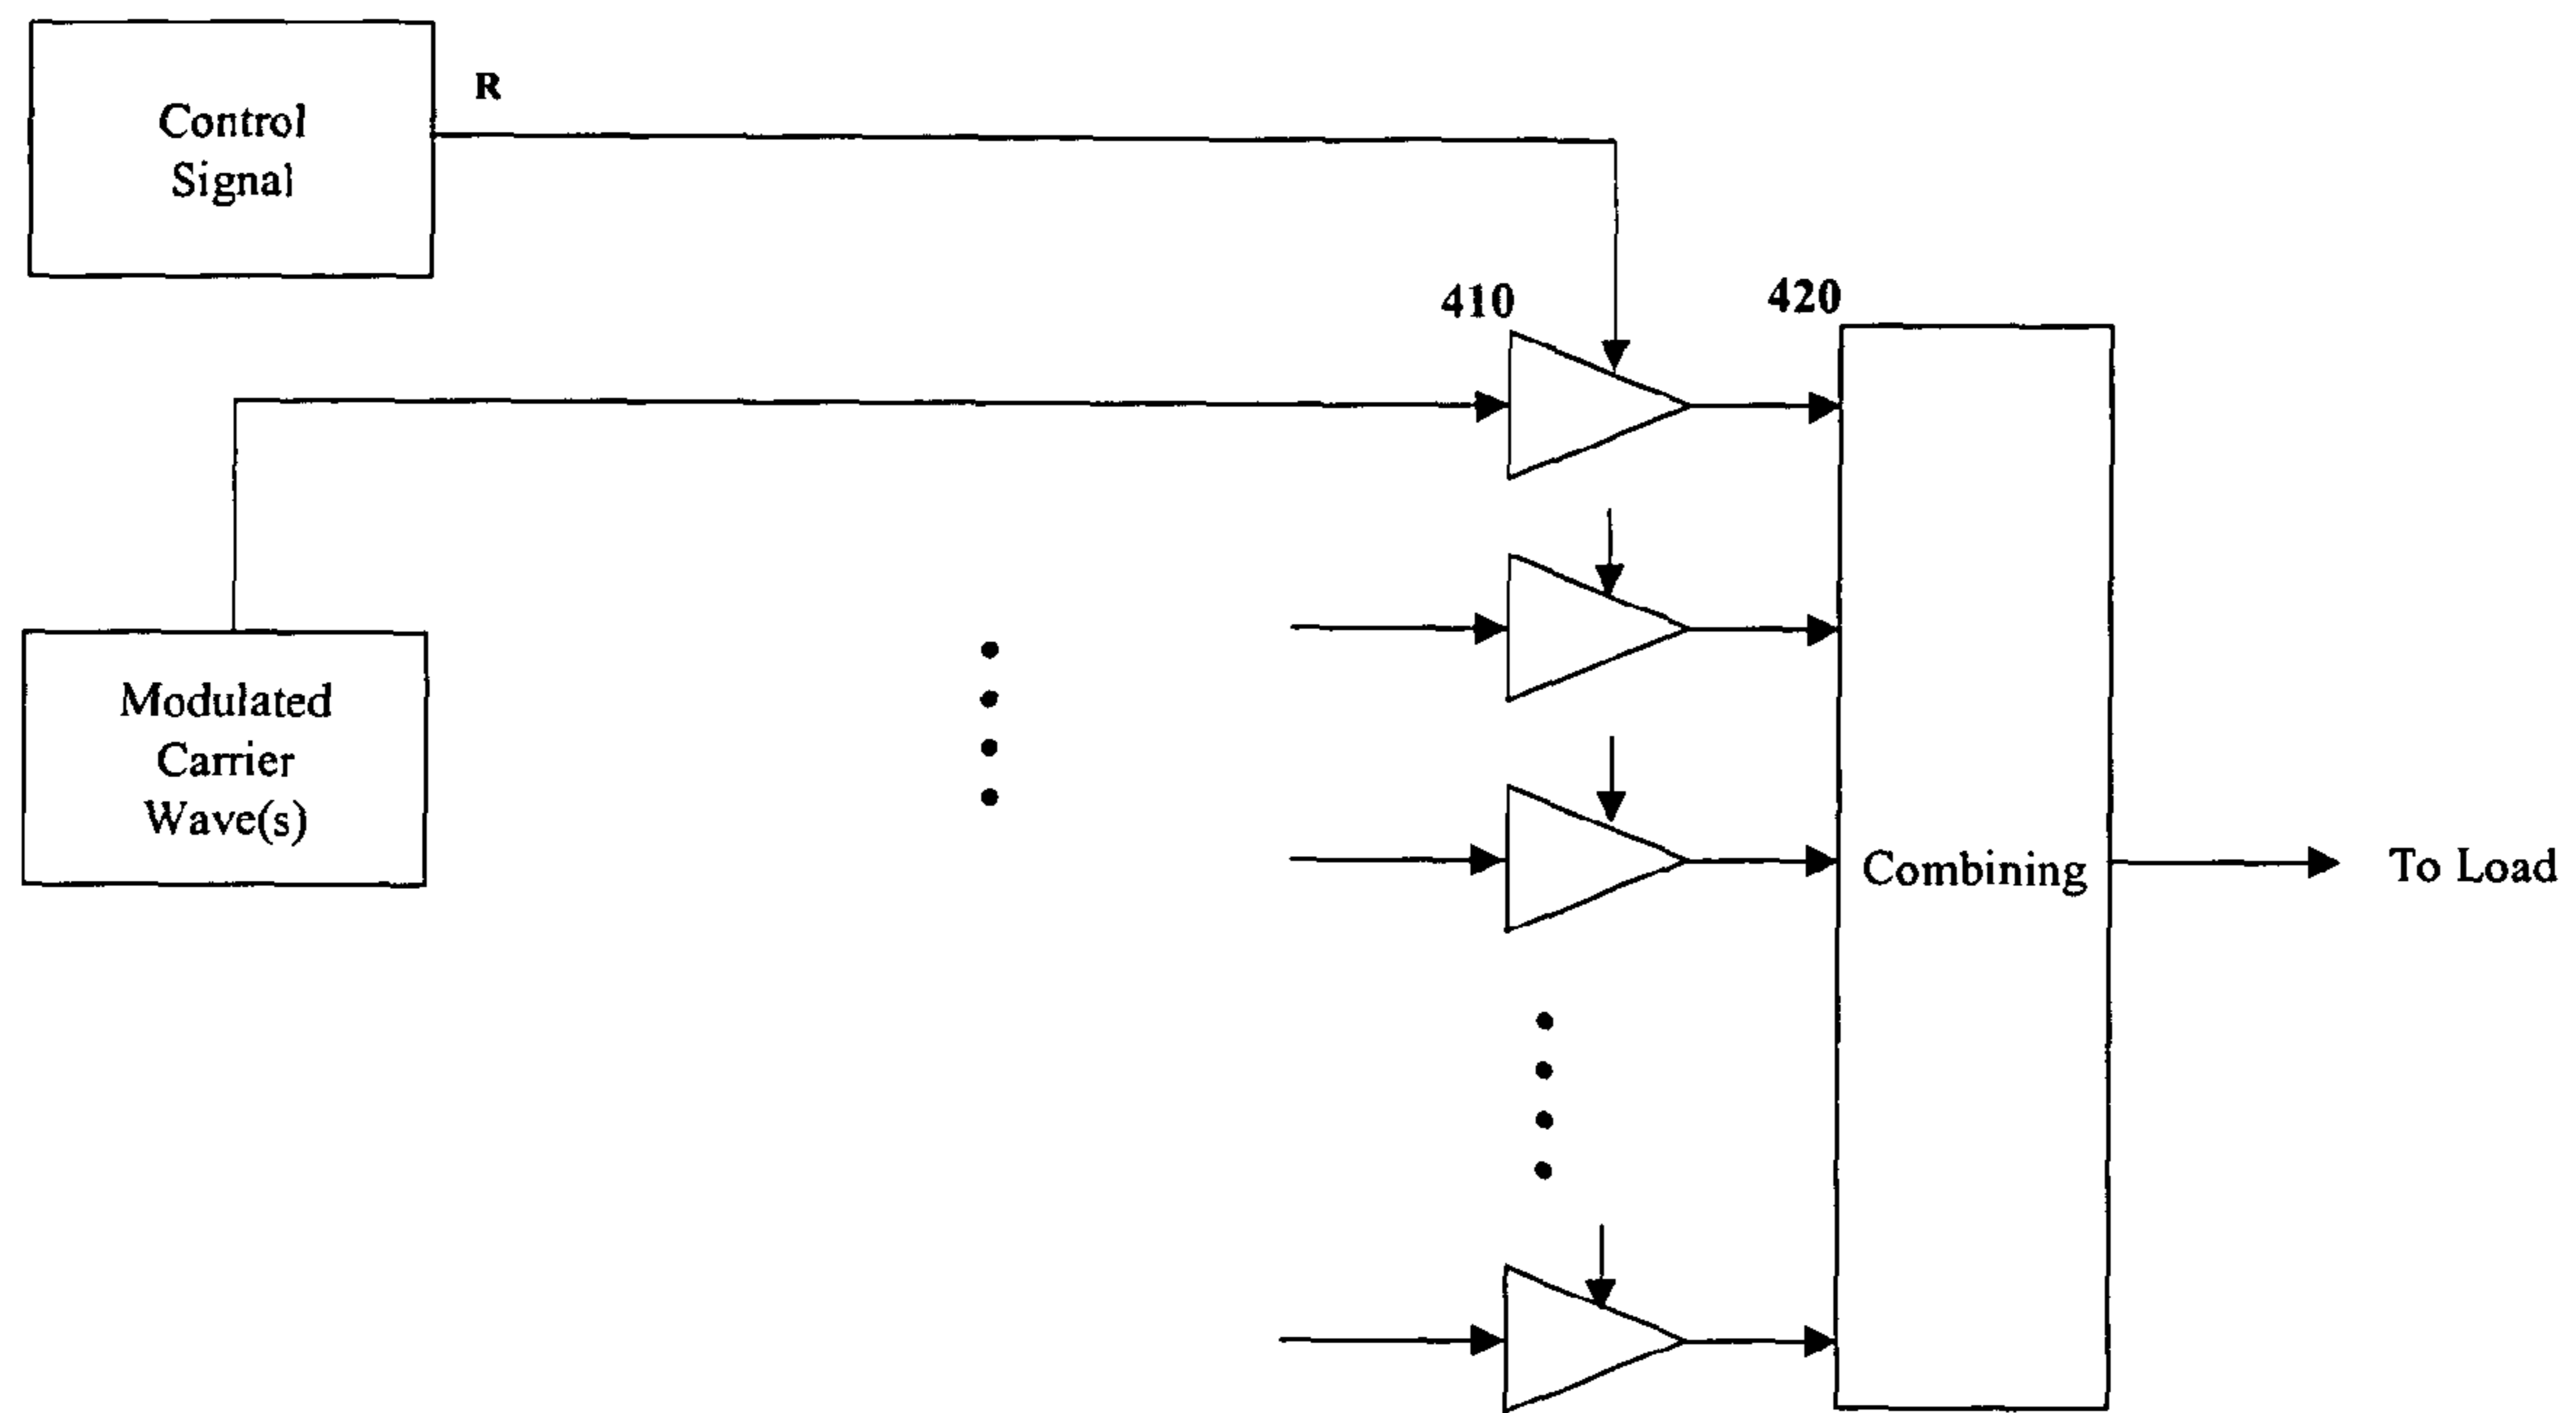 Control
Signal
R
410
420
Modulated
Carrier
Wave(s)
Combining
To Load